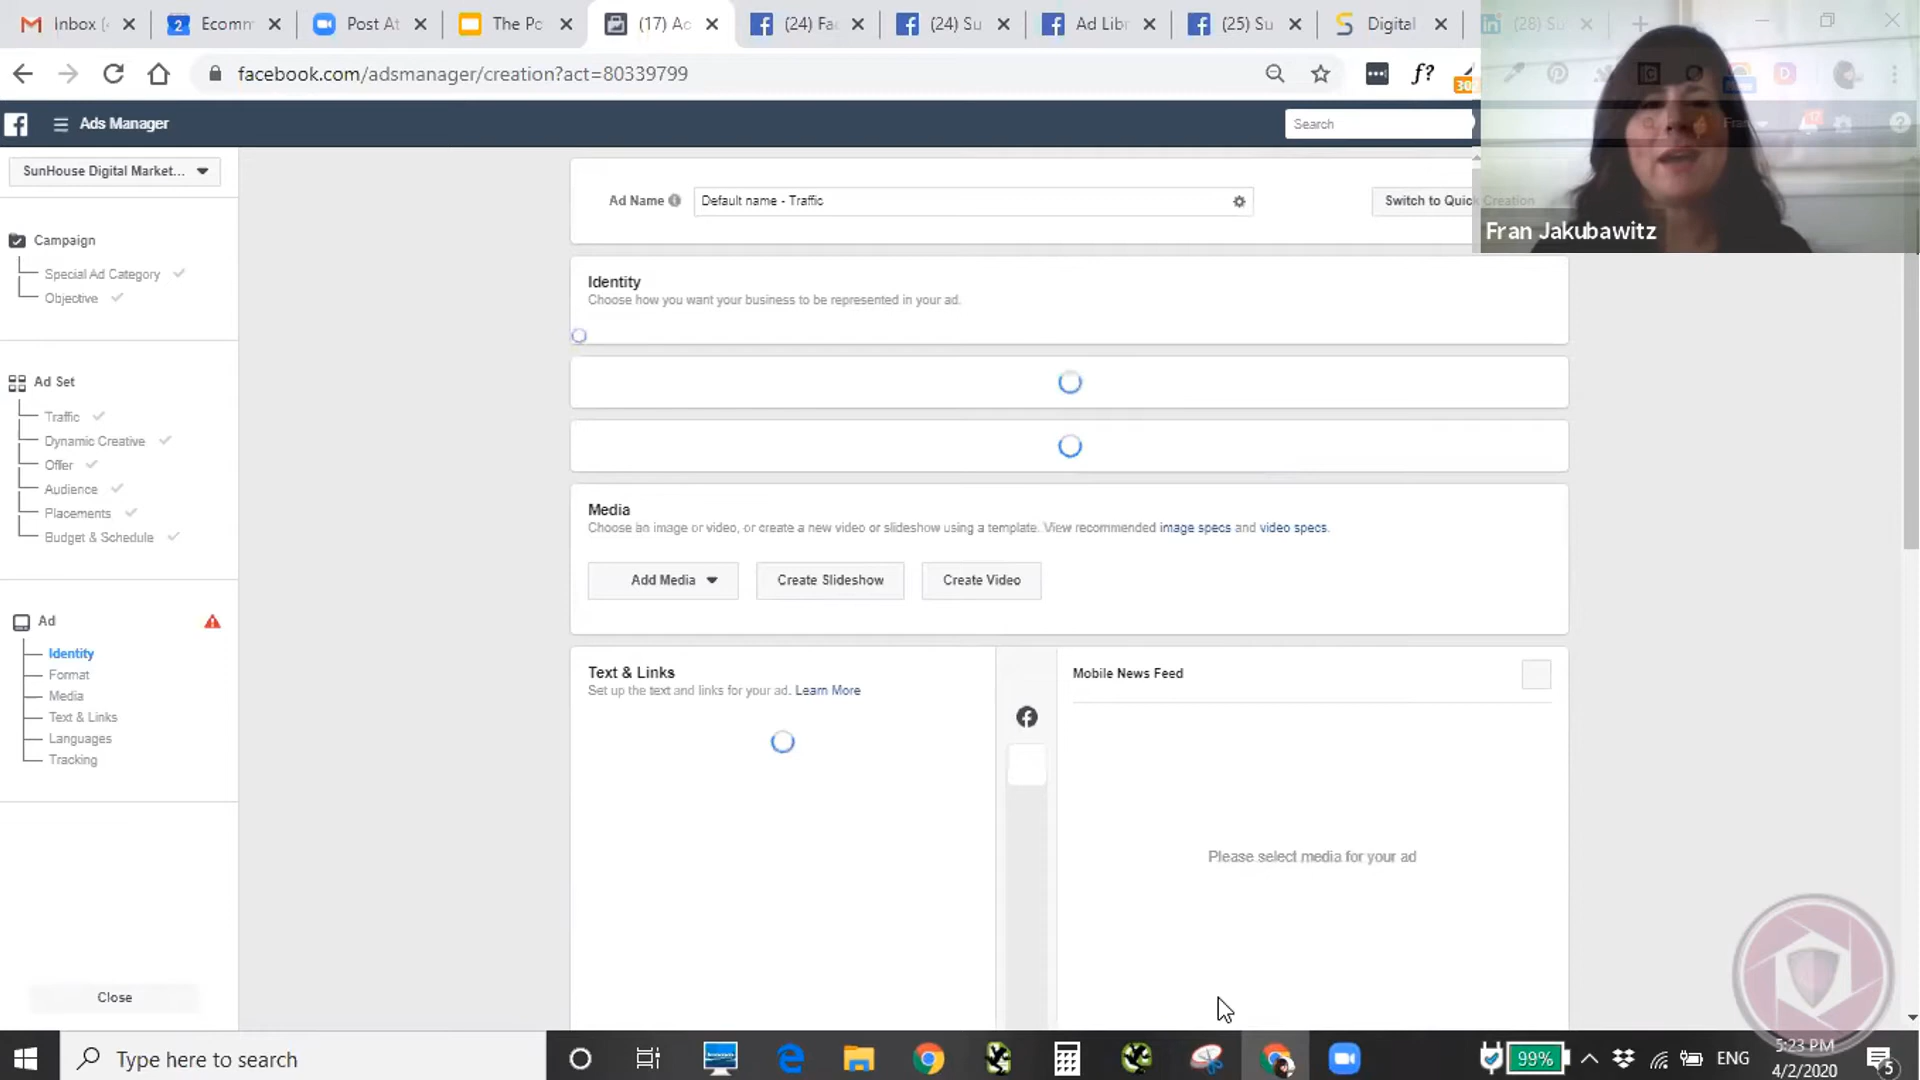 Inbox (
Ecomm
Post At
The Po
(17) Ac
(24) Fa
(24) Su
Ad Libr
(25) Su
Digital
(28) Su
facebook.com/adsmanager/creation?act=80339799
f?
Ads Manager
Search
Fran
SunHouse Digital Market...
Ad Name
Default name - Traffic
Switch to Quick Creation
Fran Jakubawitz
Campaign
Special Ad Category
Objective
Identity
Choose how you want your business to be represented in your ad.
Ad Set
Traffic
Dynamic Creative
Offer
Audience
Placements
Budget & Schedule
Media
Choose an image or video, or create a new video or slideshow using a template. View recommended image specs and video specs.
Add Media
Create Slideshow
Create Video
Ad
Identity
Format
Media
Text & Links
Languages
Tracking
Text & Links
Set up the text and links for your ad. Learn More
Mobile News Feed
Please select media for your ad
Close
Type here to search
99%
ENG
5:23 PM
4/2/2020
5